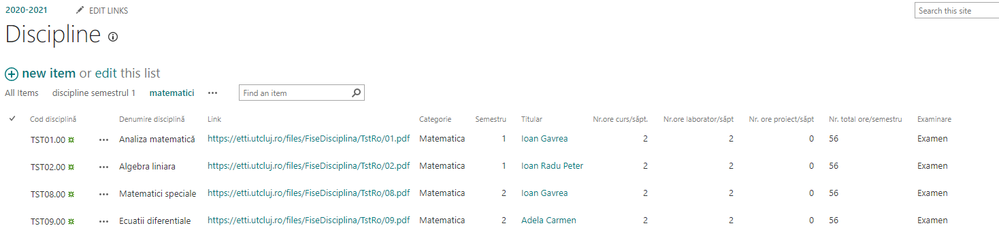 2020-2021 EDIT LINKS Search this site
Discipline
new item or edit this list
All Items discipline semestrul 1 matematici ••• Find an item
Cod disciplină Denumire disciplină Link Categorie Semestru Titular Nr.ore curs/săpt. Nr.ore laborator/săpt Nr. ore proiect/săpt Nr. total ore/semestru Examinare
TST01.00 ••• Analiza matematică https://etti.utcluj.ro/files/FiseDisciplina/TstRo/01.pdf Matematica 1 Ioan Gavrea 2 2 0 56 Examen
TST02.00 ••• Algebra liniara https://etti.utcluj.ro/files/FiseDisciplina/TstRo/02.pdf Matematica 1 Ioan Radu Peter 2 2 0 56 Examen
TST08.00 ••• Matematici speciale https://etti.utcluj.ro/files/FiseDisciplina/TstRo/08.pdf Matematica 2 Ioan Gavrea 2 2 0 56 Examen
TST09.00 ••• Ecuatii diferentiale https://etti.utcluj.ro/files/FiseDisciplina/TstRo/09.pdf Matematica 2 Adela Carmen 2 2 0 56 Examen